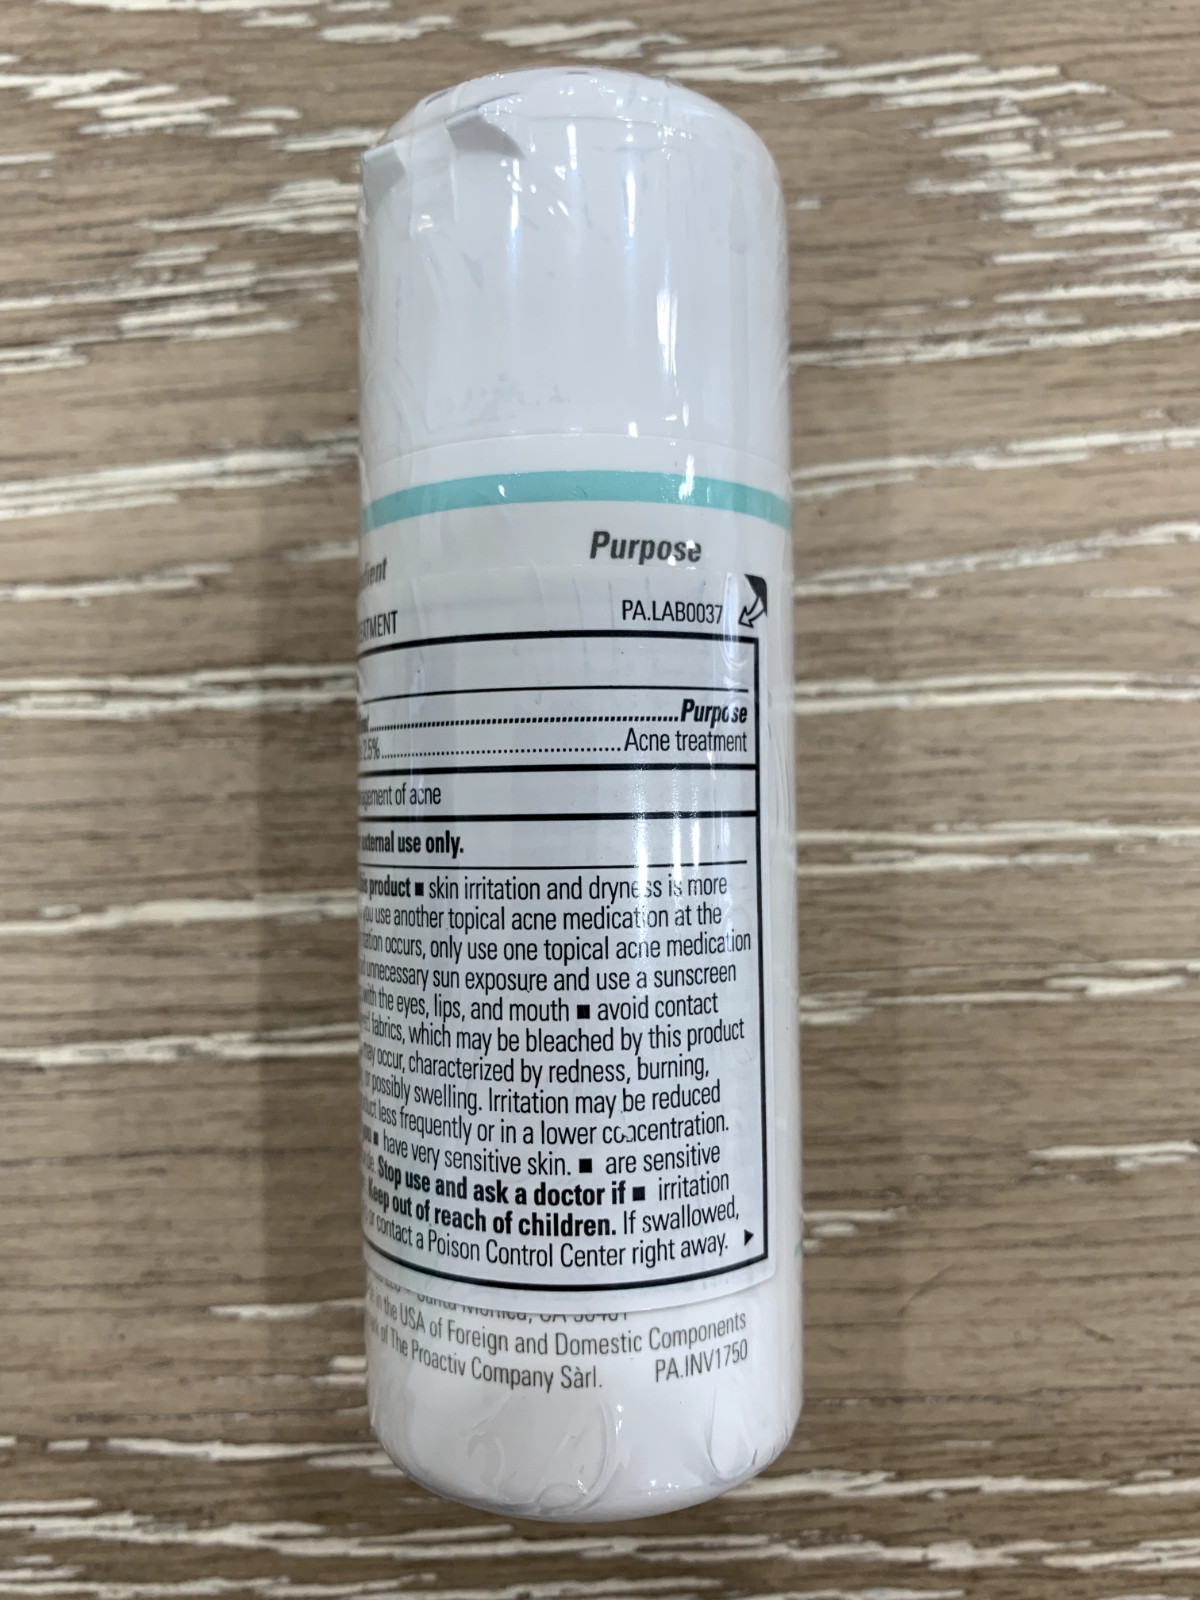 Purpose
PA.LAB0037
Purpose
2.5% Acne treatment
of acne
external use only.
product ■ skin irritation and dryness is more
you use another topical acne medication at the
occurs, only use one topical acne medication
unnecessary sun exposure and use a sunscreen
with the eyes, lips, and mouth ■ avoid contact
fabrics, which may be bleached by this product
may occur, characterized by redness, burning,
possibly swelling. Irritation may be reduced
less frequently or in a lower concentration.
■ have very sensitive skin. ■ are sensitive
Stop use and ask a doctor if ■ irritation
Keep out of reach of children. If swallowed,
or contact a Poison Control Center right away.
in the USA of Foreign and Domestic Components
of The Proactiv Company Sàrl. PA.INV1750